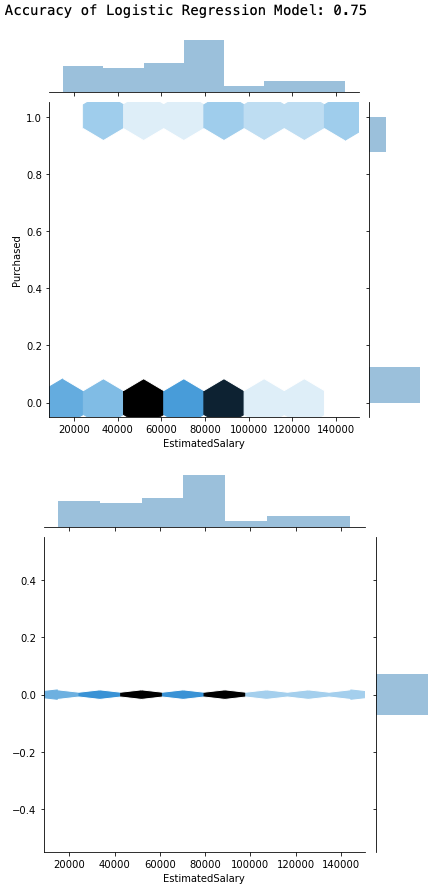 Accuracy of Logistic Regression Model: 0.75
1.0
0.8
0.6
0.4
0.2
0.0
Purchased
20000 40000 60000 80000 100000 120000 140000
EstimatedSalary
0.4
0.2
0.0
−0.2
−0.4
20000 40000 60000 80000 100000 120000 140000
EstimatedSalary